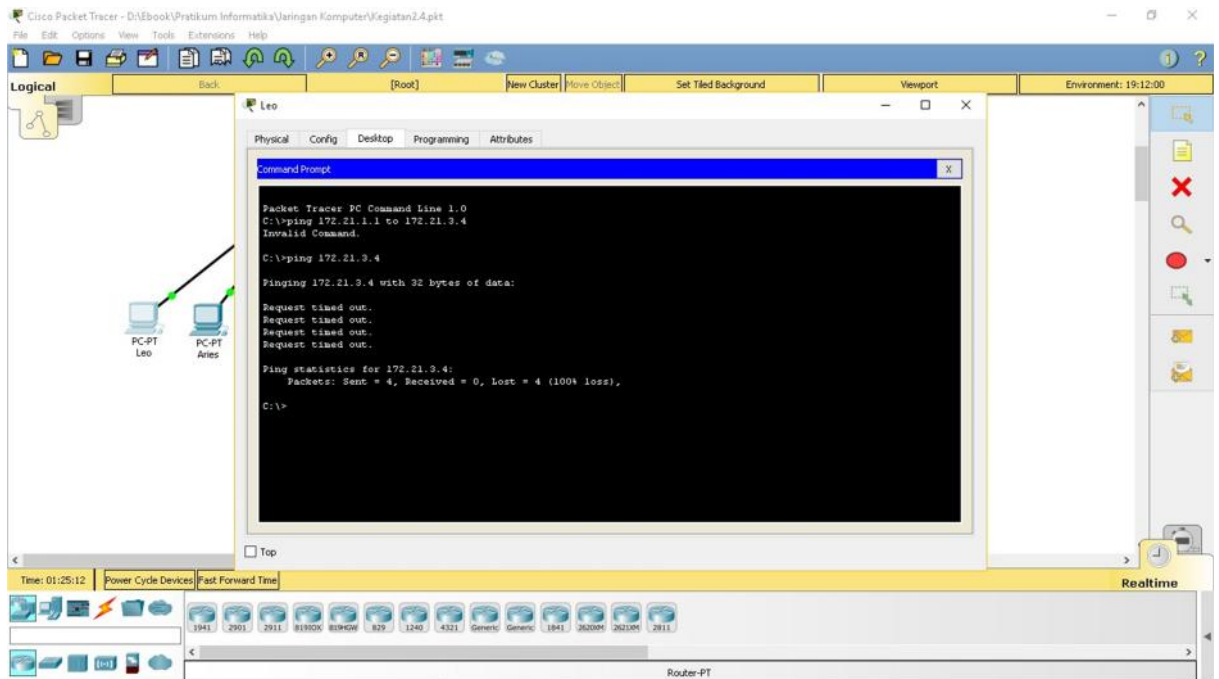 Cisco Packet Tracer - D:\Ebook\Pratikum Informatika\Jaringan Komputer\Kegiatan2.4.pkt
File Edit Options View Tools Extensions Help
Logical Back [Root] New Cluster Move Object Set Tiled Background Viewport Environment: 19:12:00
Leo
Physical Config Desktop Programming Attributes
Command Prompt X
Packet Tracer PC Command Line 1.0
C:\>ping 172.21.1.1 to 172.21.3.4
Invalid Command.
C:\>ping 172.21.3.4
Pinging 172.21.3.4 with 32 bytes of data:
Request timed out.
Request timed out.
Request timed out.
Request timed out.
Ping statistics for 172.21.3.4:
Packets: Sent = 4, Received = 0, Lost = 4 (100% loss),
C:\>
PC-PT
Leo
PC-PT
Aries
Top
Time: 01:25:12 Power Cycle Devices Fast Forward Time Realtime
1941 2901 2911 819IOX 819HGW 829 1240 4321 Generic Generic 1841 2620XM 2621XM 2811
Router-PT